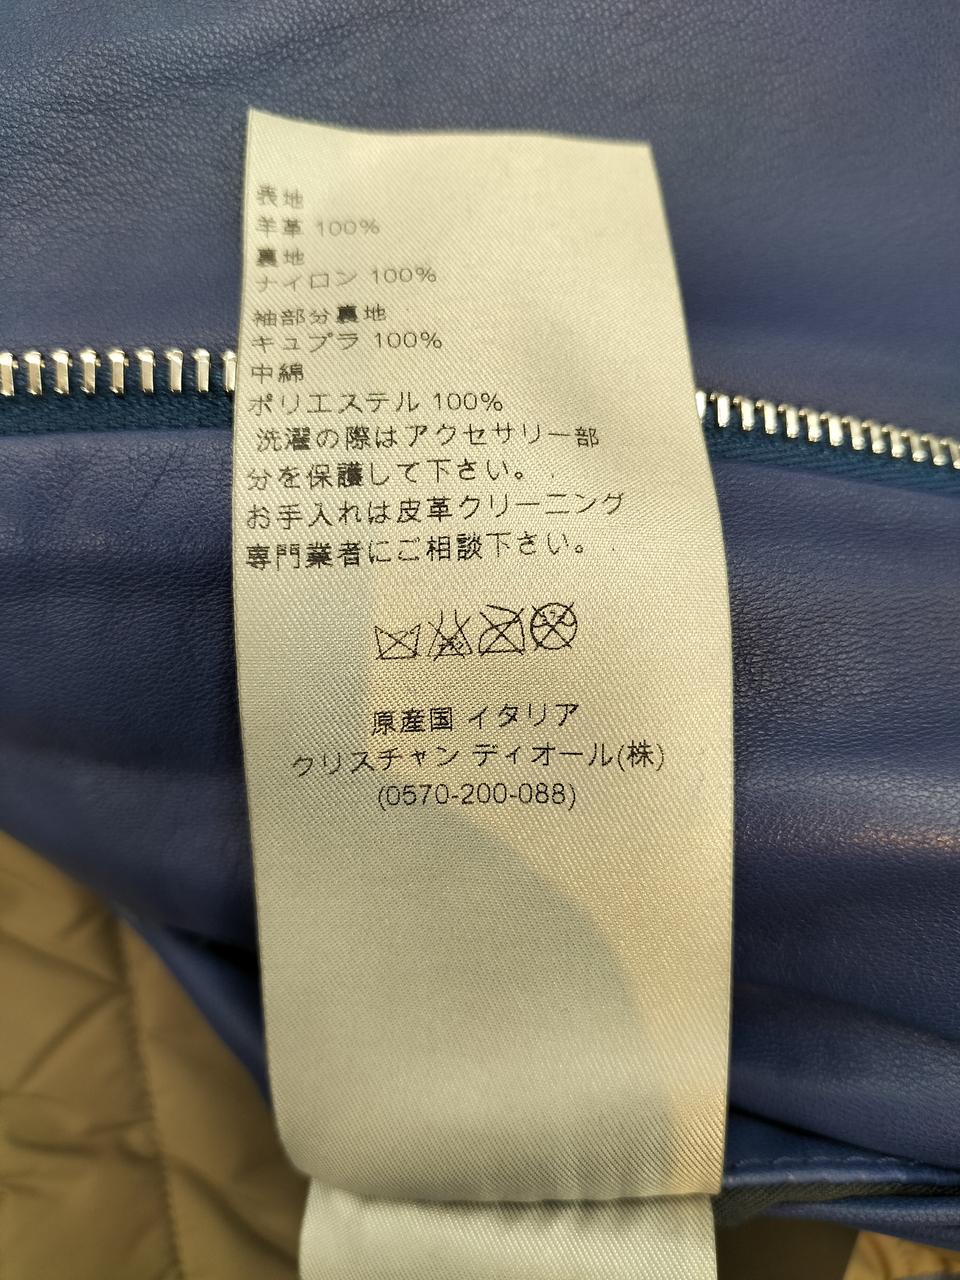 表地
羊革 100%
裏地
ナイロン 100%
袖部分裏地
キュプラ 100%
中綿
ポリエステル 100%
洗濯の際はアクセサリー部
分を保護して下さい。
お手入れは皮革クリーニング
専門業者にご相談下さい。
原産国 イタリア
クリスチャン ディオール(株)
(0570-200-088)